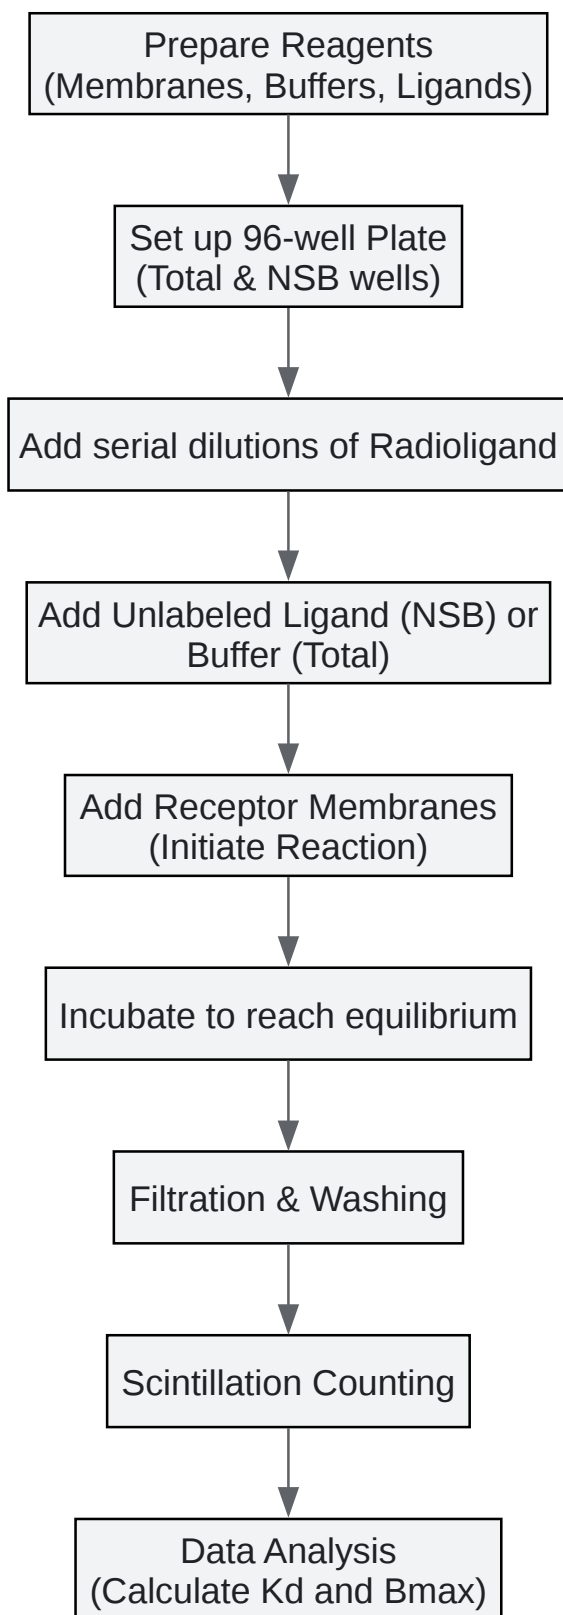 Prepare Reagents
(Membranes, Buffers, Ligands)
Set up 96-well Plate
(Total & NSB wells)
Add serial dilutions of Radioligand
Add Unlabeled Ligand (NSB) or
Buffer (Total)
Add Receptor Membranes
(Initiate Reaction)
Incubate to reach equilibrium
Filtration & Washing
Scintillation Counting
Data Analysis
(Calculate Kd and Bmax)